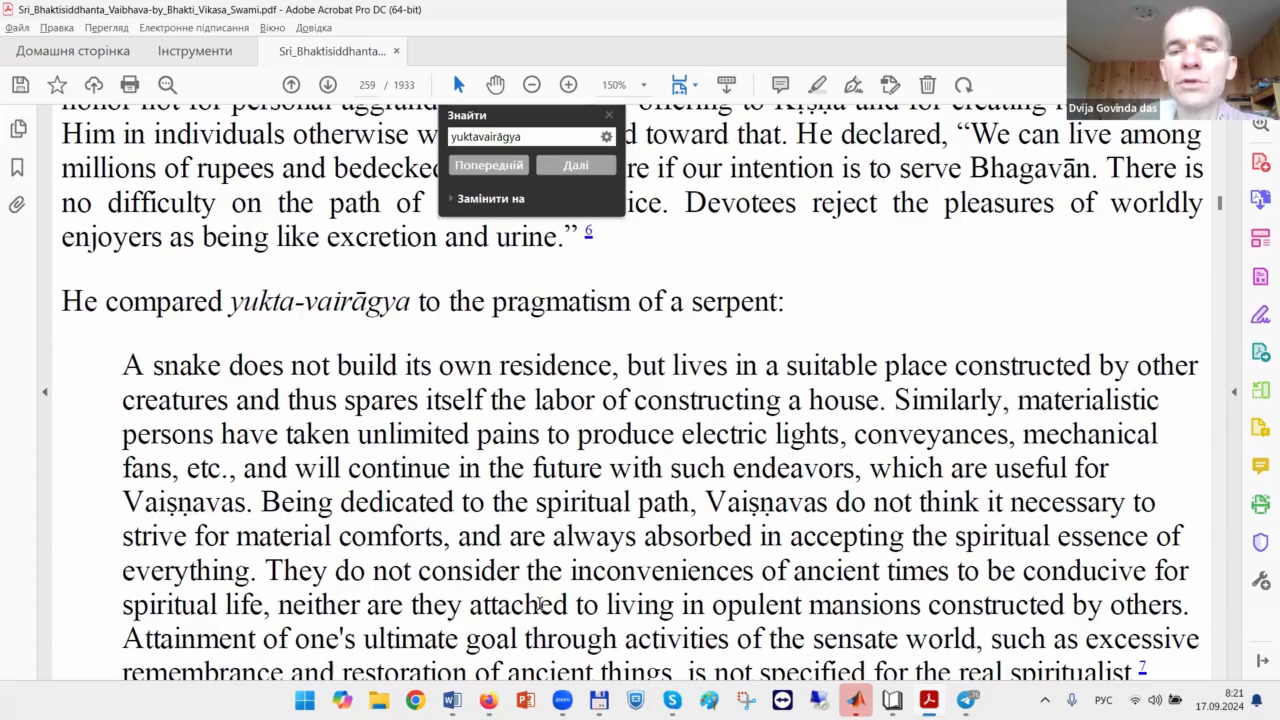 Sri_Bhaktisiddhanta_Vaibhava-by_Bhakti_Vikasa_Swami.pdf - Adobe Acrobat Pro DC (64-bit)
Файл Правка Перегляд Електронне підписання Вікно Довідка
Домашня сторінка Інструменти Sri_Bhaktisiddhanta... ×
259 / 1933 150%
Dvija Govinda das
Знайти
yuktavairāgya
Попередній Далі
Замінити на
offering to Kṛṣṇa and for creating
Him in individuals otherwise d toward that. He declared, “We can live among
millions of rupees and bedecked re if our intention is to serve Bhagavān. There is
no difficulty on the path of ice. Devotees reject the pleasures of worldly
enjoyers as being like excretion and urine.” 6
He compared yukta-vairāgya to the pragmatism of a serpent:
A snake does not build its own residence, but lives in a suitable place constructed by other
creatures and thus spares itself the labor of constructing a house. Similarly, materialistic
persons have taken unlimited pains to produce electric lights, conveyances, mechanical
fans, etc., and will continue in the future with such endeavors, which are useful for
Vaiṣṇavas. Being dedicated to the spiritual path, Vaiṣṇavas do not think it necessary to
strive for material comforts, and are always absorbed in accepting the spiritual essence of
everything. They do not consider the inconveniences of ancient times to be conducive for
spiritual life, neither are they attached to living in opulent mansions constructed by others.
Attainment of one's ultimate goal through activities of the sensate world, such as excessive
remembrance and restoration of ancient things, is not specified for the real spiritualist. 7
РУС
8:21
17.09.2024